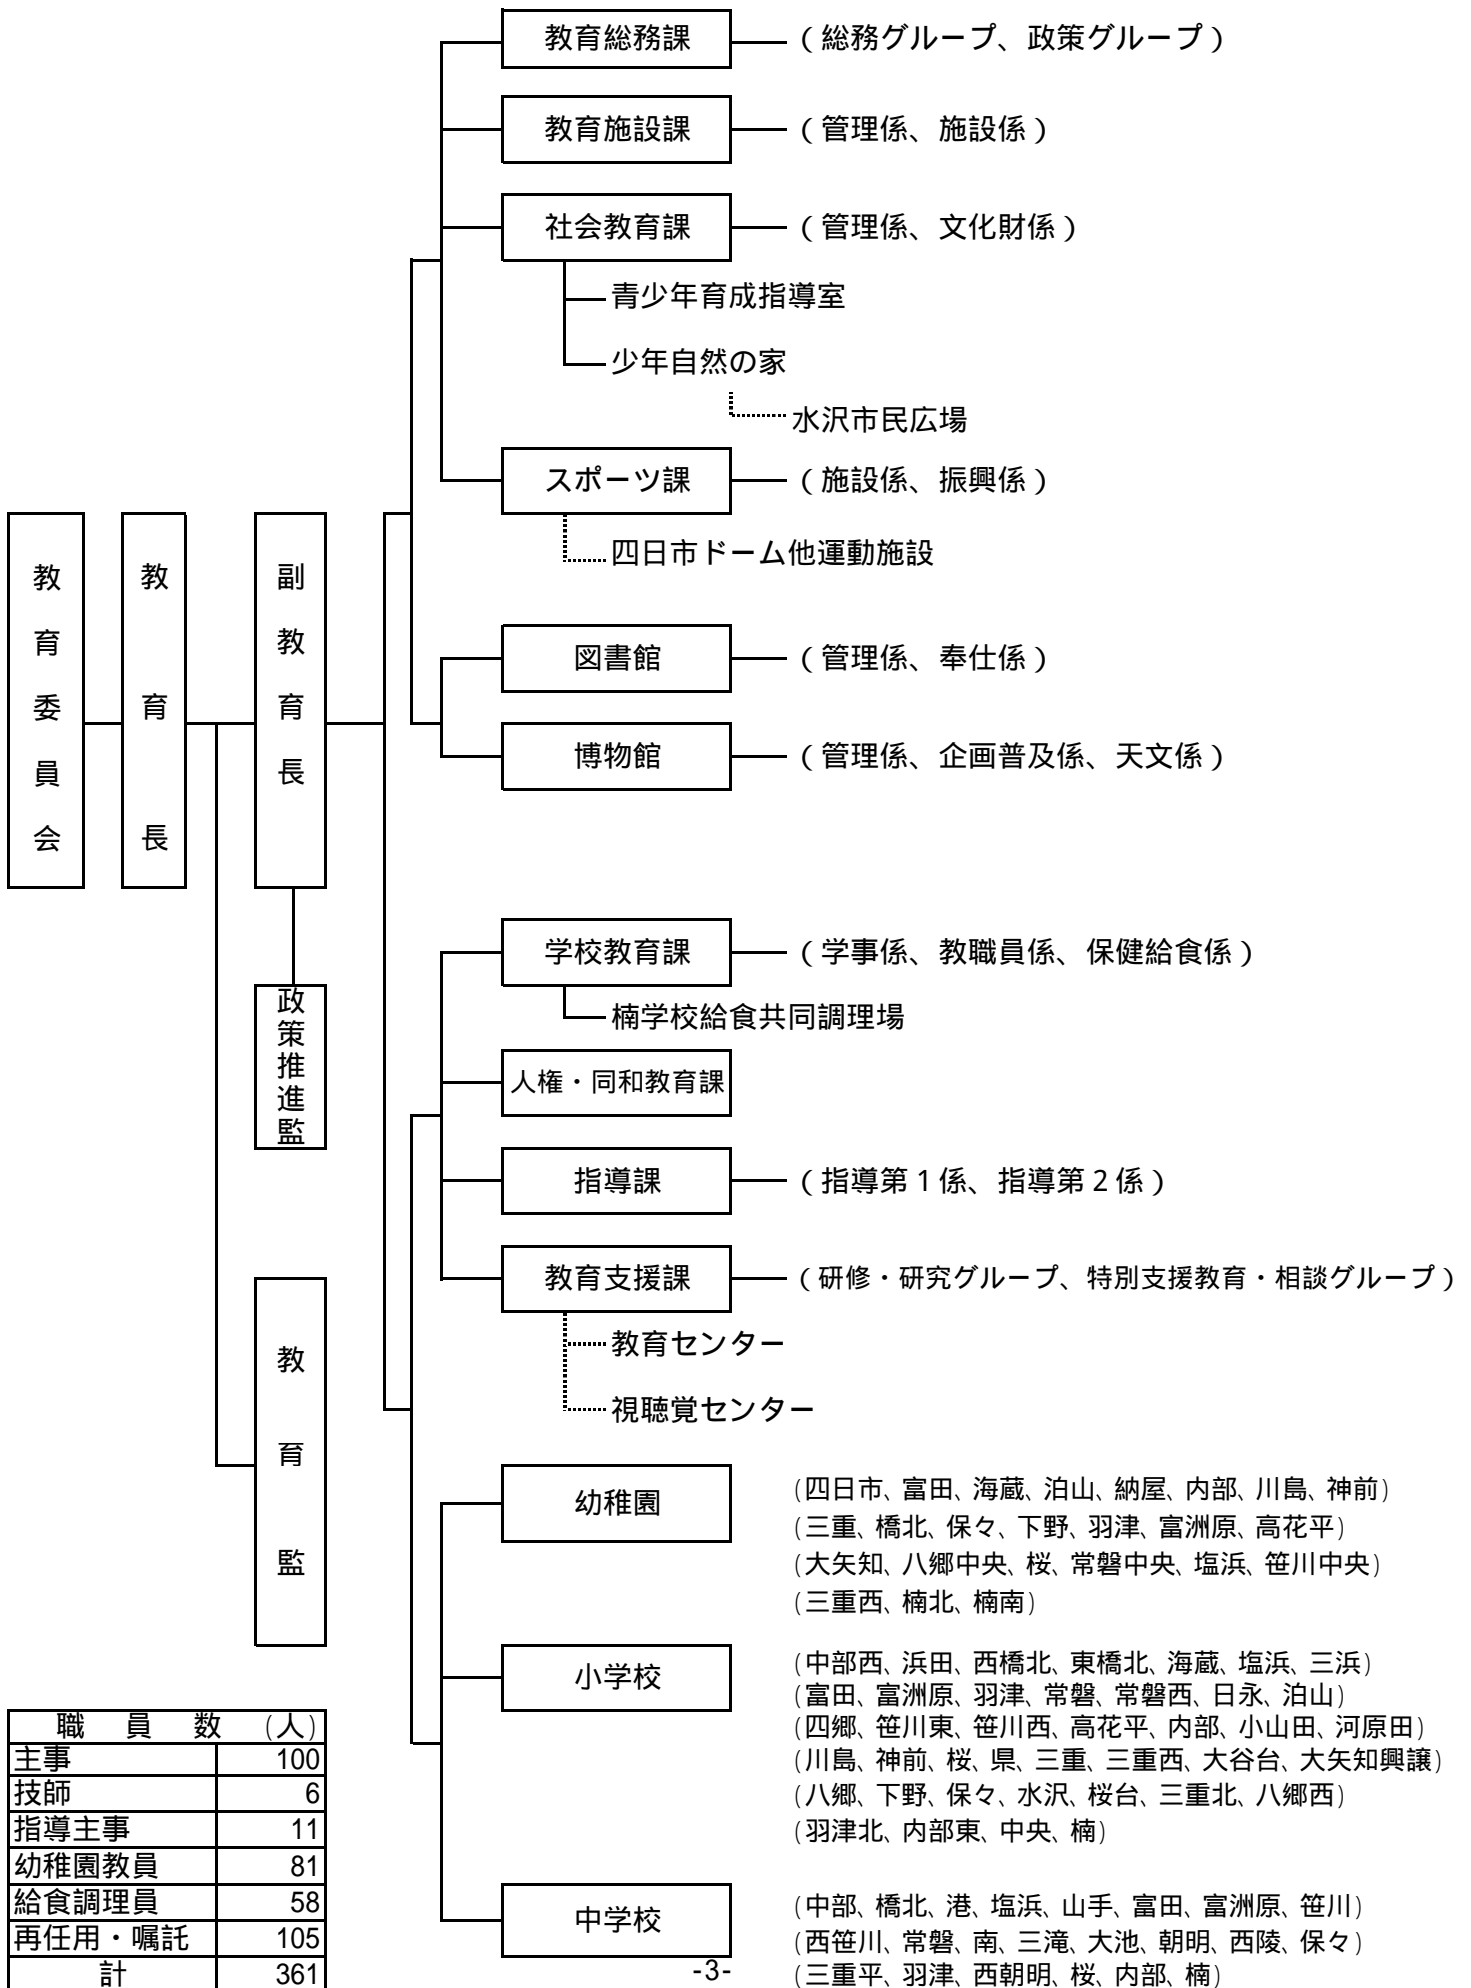 教育総務課 (総務グループ、政策グループ)
教育施設課 (管理係、施設係)
社会教育課 (管理係、文化財係)
青少年育成指導室
少年自然の家
水沢市民広場
スポーツ課 (施設係、振興係)
四日市ドーム他運動施設
教育委員会
教育長
副教育長
図書館 (管理係、奉仕係)
博物館 (管理係、企画普及係、天文係)
政策推進監
学校教育課 (学事係、教職員係、保健給食係)
楠学校給食共同調理場
人権・同和教育課
指導課 (指導第1係、指導第2係)
教育支援課 (研修・研究グループ、特別支援教育・相談グループ)
教育センター
視聴覚センター
教育監
幼稚園
(四日市、富田、海蔵、泊山、納屋、内部、川島、神前)
(三重、橋北、保々、下野、羽津、富洲原、高花平)
(大矢知、八郷中央、桜、常磐中央、塩浜、笹川中央)
(三重西、楠北、楠南)
小学校
(中部西、浜田、西橋北、東橋北、海蔵、塩浜、三浜)
(富田、富洲原、羽津、常磐、常磐西、日永、泊山)
(四郷、笹川東、笹川西、高花平、内部、小山田、河原田)
(川島、神前、桜、県、三重、三重西、大谷台、大矢知興譲)
(八郷、下野、保々、水沢、桜台、三重北、八郷西)
(羽津北、内部東、中央、楠)
中学校
(中部、橋北、港、塩浜、山手、富田、富洲原、笹川)
(西笹川、常磐、南、三滝、大池、朝明、西陵、保々)
(三重平、羽津、西朝明、桜、内部、楠)
職員数 (人)
主事 100
技師 6
指導主事 11
幼稚園教員 81
給食調理員 58
再任用・嘱託 105
計 361
-3-